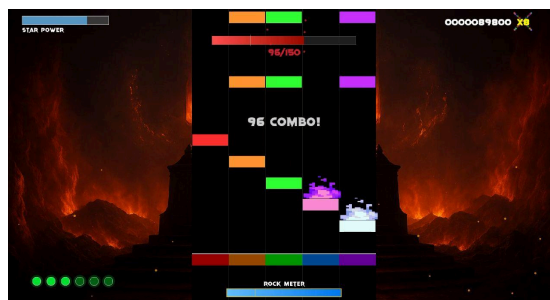 STAR POWER
0000089800 X8
96/150
96 COMBO!
ROCK METER